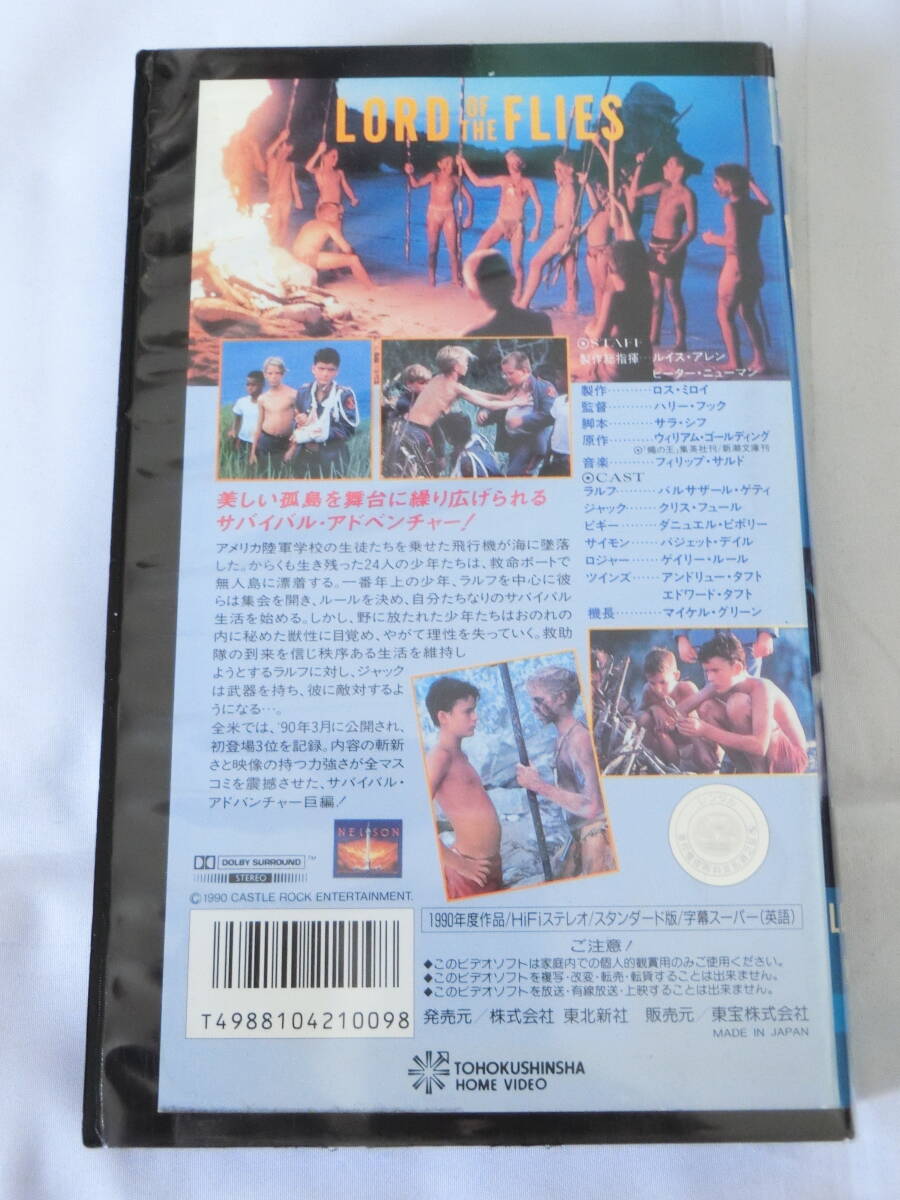 LORD OF THE FLIES
STAFF
製作総指揮…ルイス・アレン
ピーター・ニューマン
製作………ロス・ミロイ
監督………ハリー・フック
脚本………サラ・シフ
原作………ウィリアム・ゴールディング
「蠅の王」集英社刊/新潮文庫刊
音楽………フィリップ・サルド
CAST
ラルフ………バルサザール・ゲティ
ジャック………クリス・フュール
ピギー………ダニュエル・ピポリー
サイモン………バジェット・デイル
ロジャー………ゲイリー・ルール
ツインズ……アンドリュー・タフト
エドワード・タフト
機長…………マイケル・グリーン
美しい孤島を舞台に繰り広げられる
サバイバル・アドベンチャー!
アメリカ陸軍学校の生徒たちを乗せた飛行機が海に墜落
した。からくも生き残った24人の少年たちは、救命ボートで
無人島に漂着する。一番年上の少年、ラルフを中心に彼
らは集会を開き、ルールを決め、自分たちなりのサバイバル
生活を始める。しかし、野に放たれた少年たちはおのれの
内に秘めた獣性に目覚め、やがて理性を失っていく。救助
隊の到来を信じ秩序ある生活を維持し
ようとするラルフに対し、ジャック
は武器を持ち、彼に敵対するよ
うになる…。
全米では、'90年3月に公開され、
初登場3位を記録。内容の斬新
さと映像の持つ力強さが全マス
コミを震撼させた、サバイバル・
アドバンチャー巨編!
NELSON
DOLBY SURROUND™
STEREO
©1990 CASTLE ROCK ENTERTAINMENT.
1990年度作品/HiFiステレオ/スタンダード版/字幕スーパー(英語)
ご注意!
◆このビデオソフトは家庭内での個人的観賞用のみご使用ください。
◆このビデオソフトを複写・改変・転売・転貸することは出来ません。
◆このビデオソフトを放送・有線放送・上映することは出来ません。
T4988104210098
発売元/株式会社 東北新社 販売元/東宝株式会社
MADE IN JAPAN
TOHOKUSHINSHA
HOME VIDEO